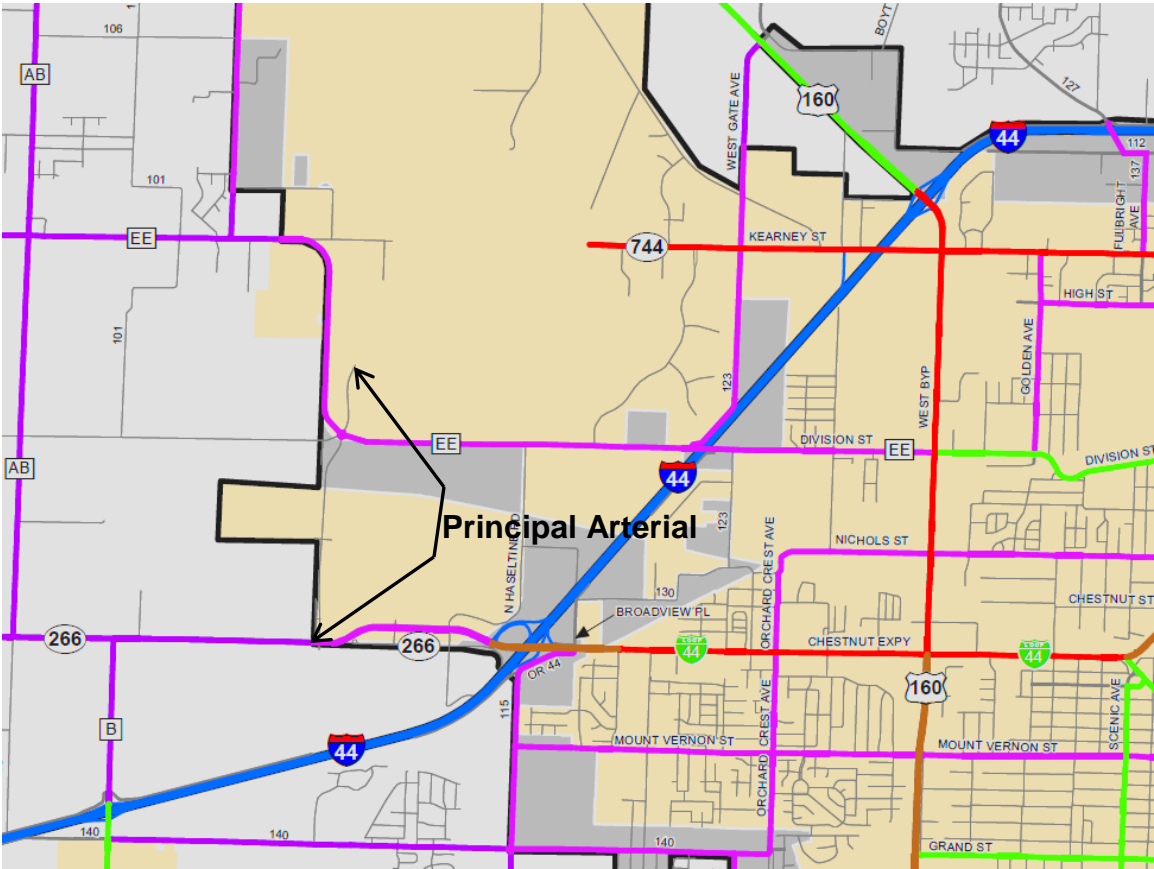 106
BOYT
AB
WEST GATE AVE
160
127
44
112
137
101
FULBRIGHT
AVE
EE
744
KEARNEY ST
HIGH ST
101
GOLDEN AVE
123
WEST BYP
EE
DIVISION ST
EE
DIVISION ST
AB
44
123
Principal Arterial
N HASELTINE RD
ORCHARD CREST AVE
NICHOLS ST
130
CHESTNUT ST
BROADVIEW PL
266
266
44
CHESTNUT EXPY
44
OR 44
160
115
B
SCENIC AVE
44
MOUNT VERNON ST
MOUNT VERNON ST
ORCHARD CREST AVE
140
140
140
GRAND ST